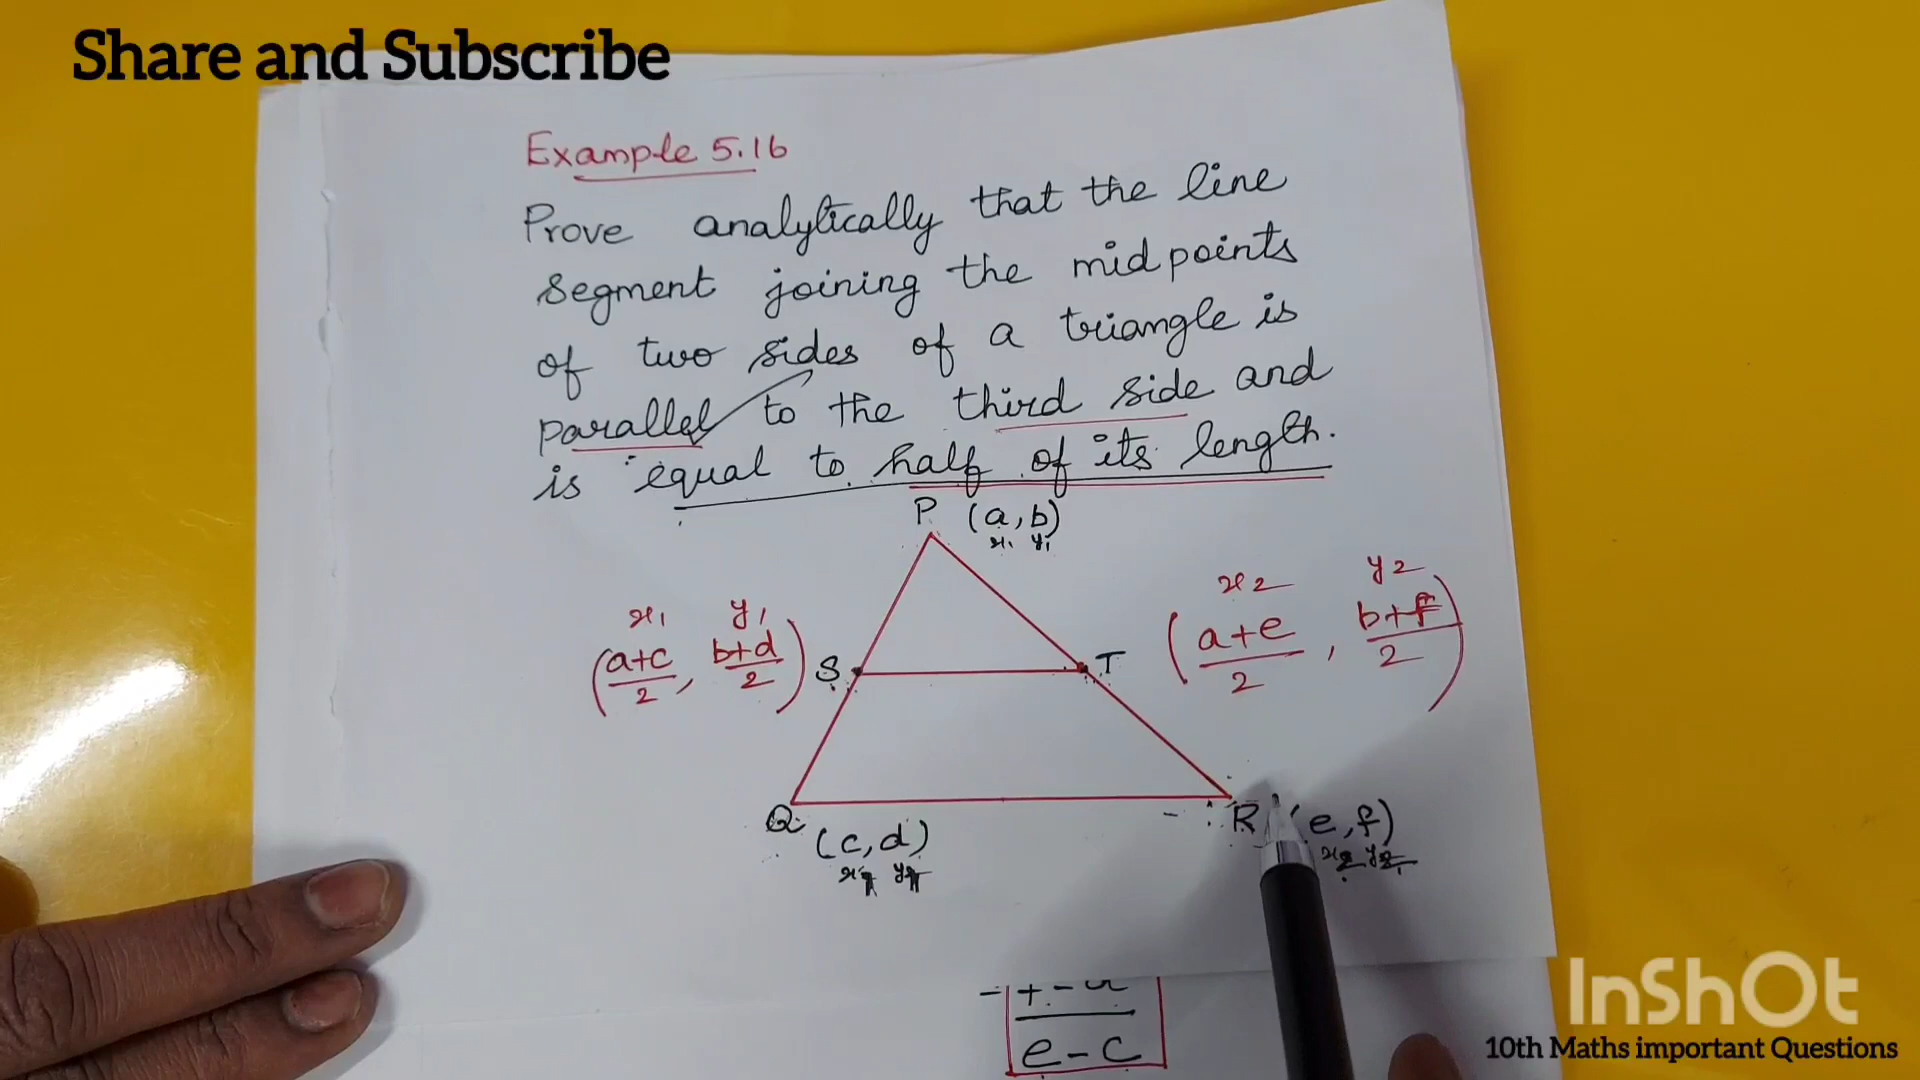 Share and Subscribe
Example 5.16
Prove analytically that the line
segment joining the midpoints
of two sides of a triangle is
parallel to the third side and
is equal to half of its length.
P (a, b)
x1 y1
x1 y1
x2 y2
(a+c/2, b+d/2) S
T (a+e/2, b+f/2)
Q (c, d)
R (e, f)
e - c
InShOt
10th Maths important Questions